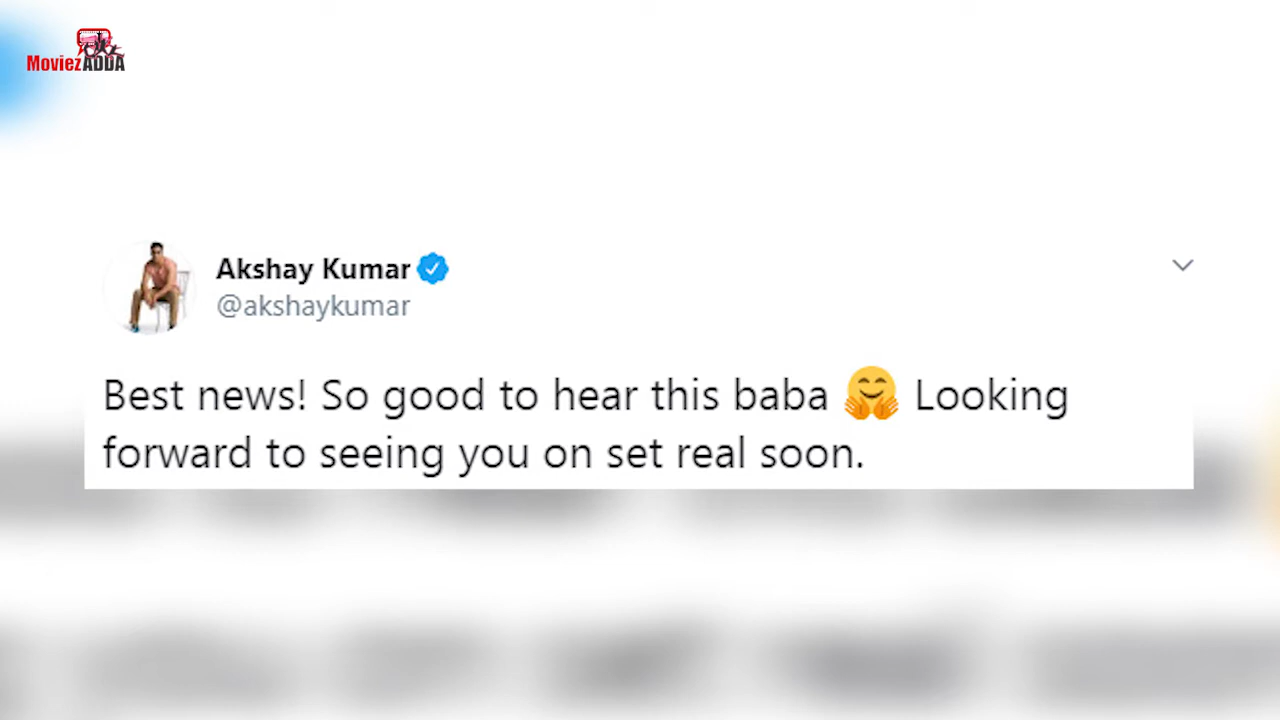 MoviezADDA
Akshay Kumar
@akshaykumar
Best news! So good to hear this baba 🤗 Looking
forward to seeing you on set real soon.